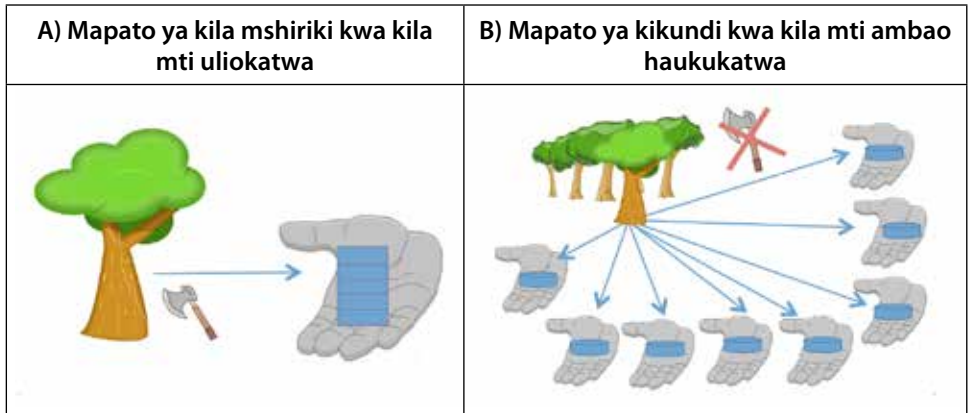 A) Mapato ya kila mshiriki kwa kila
mti uliokatwa
B) Mapato ya kikundi kwa kila mti ambao
haukukatwa